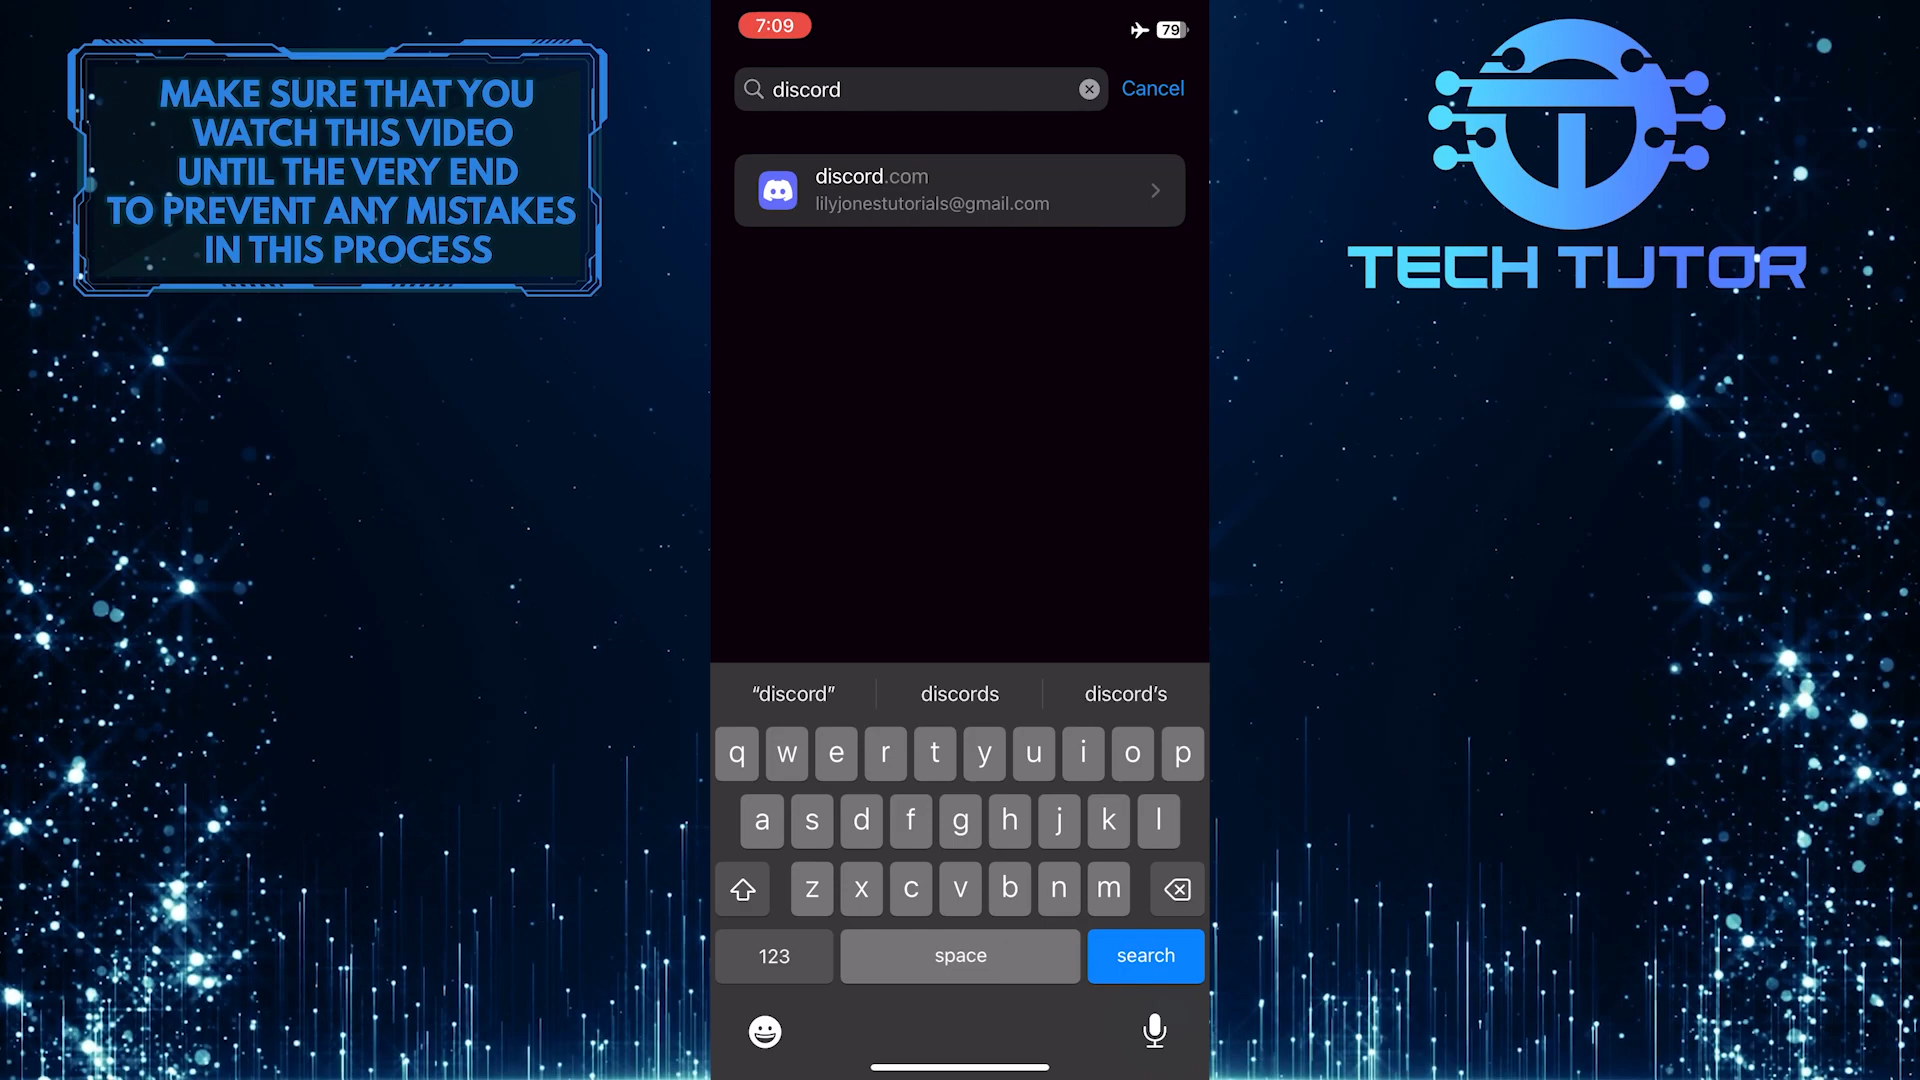 MAKE SURE THAT YOU
WATCH THIS VIDEO
UNTIL THE VERY END
TO PREVENT ANY MISTAKES
IN THIS PROCESS
7:09
79
discord
Cancel
discord.com
lilyjonestutorials@gmail.com
TECH TUTOR
“discord”
discords
discord’s
q w e r t y u i o p
a s d f g h j k l
z x c v b n m
123
space
search